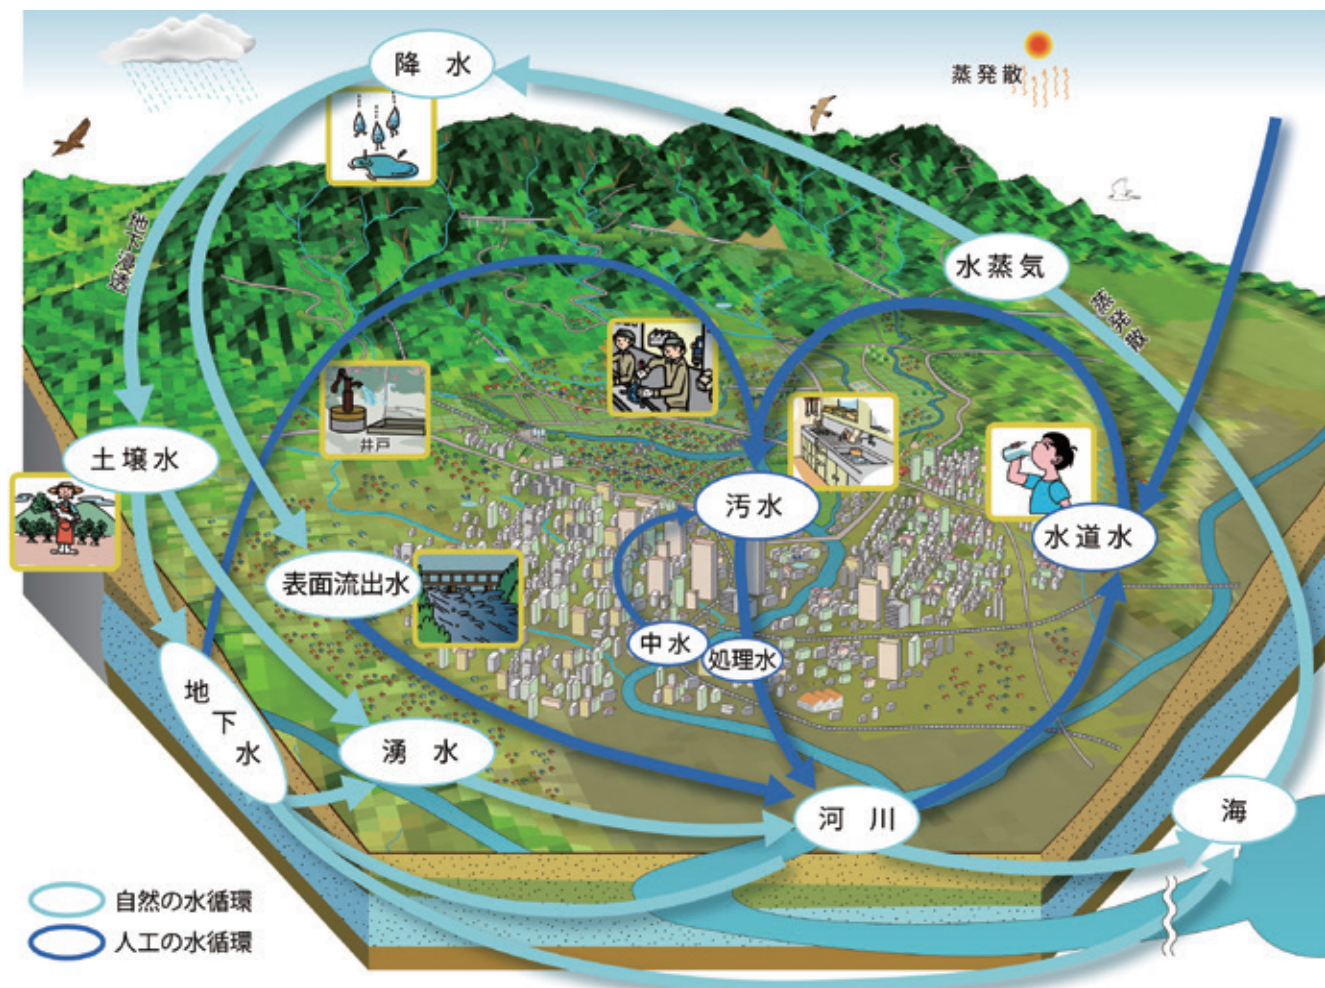 降水
蒸発散
雨水浸透
水蒸気
蒸発散
井戸
土壌水
汚水
水道水
表面流出水
中水
処理水
地下水
湧水
河川
海
自然の水循環
人工の水循環